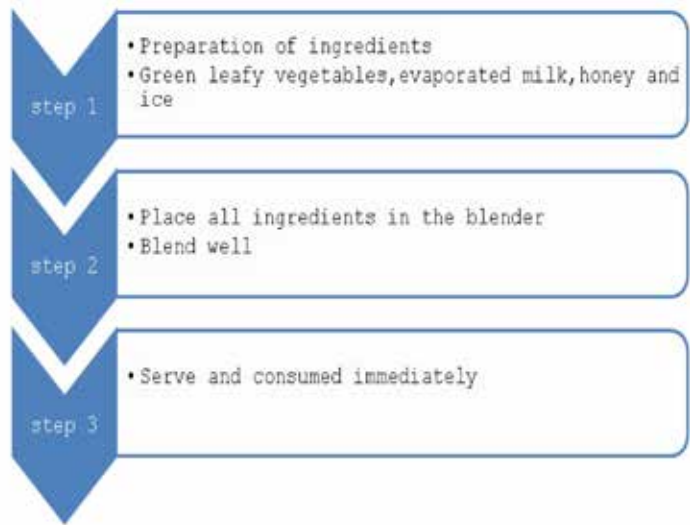 step 1
• Preparation of ingredients
• Green leafy vegetables,evaporated milk,honey and
ice
step 2
• Place all ingredients in the blender
• Blend well
step 3
• Serve and consumed immediately